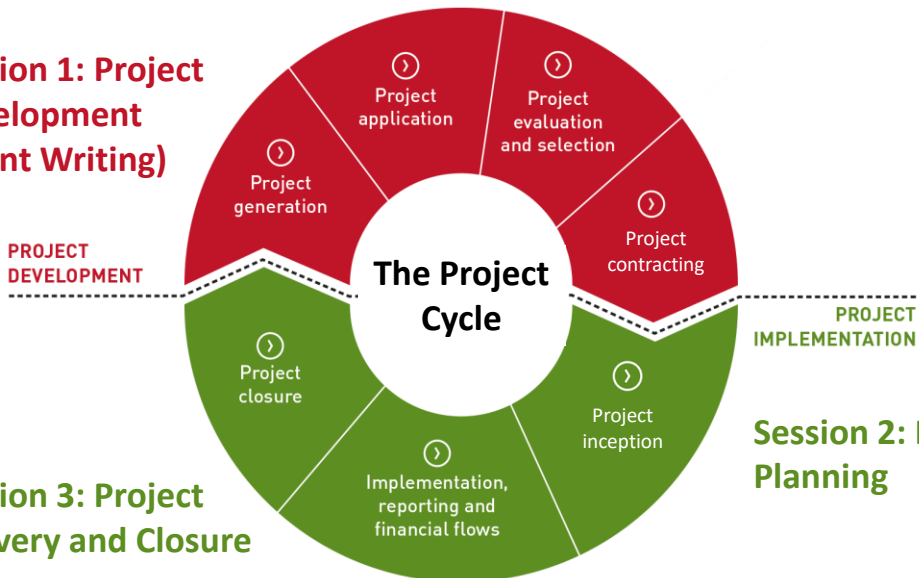 ion 1: Project
elopment
nt Writing)
PROJECT
DEVELOPMENT
Project
generation
Project
application
Project
evaluation
and selection
Project
contracting
The Project
Cycle
PROJECT
IMPLEMENTATION
Project
inception
Session 2:
Planning
Implementation,
reporting and
financial flows
Project
closure
ion 3: Project
very and Closure